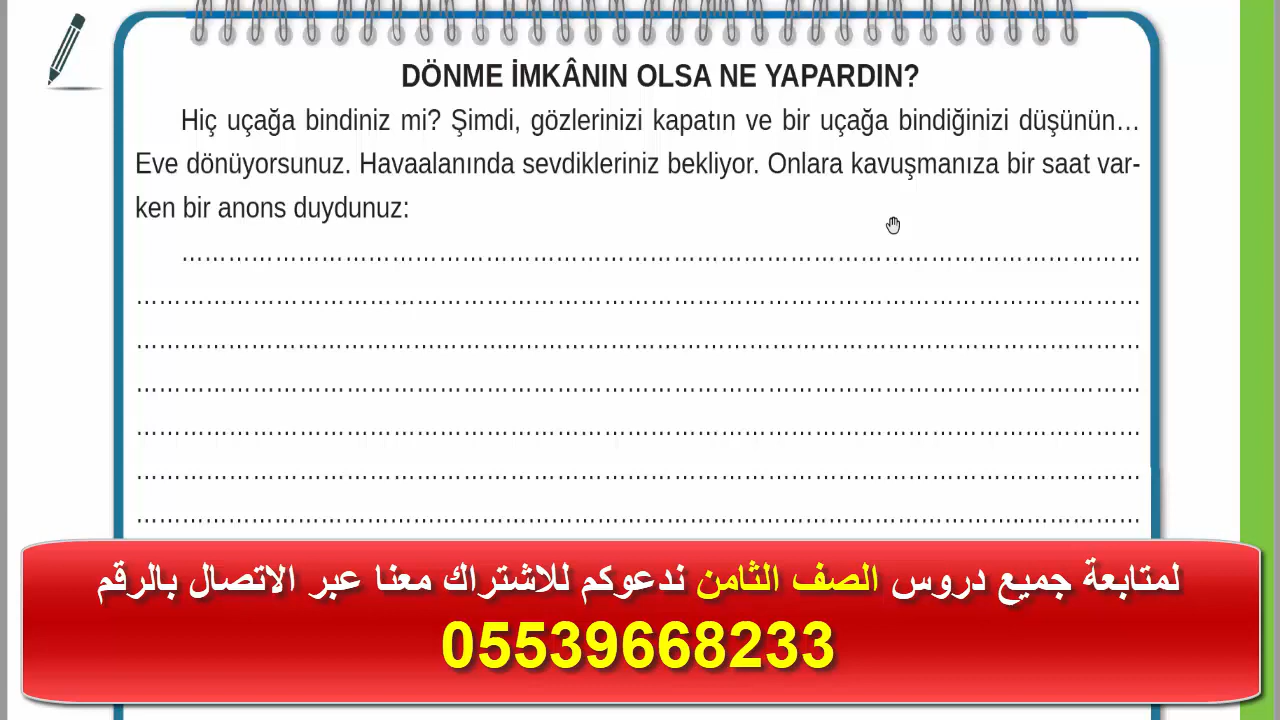 DÖNME İMKÂNIN OLSA NE YAPARDIN?
Hiç uçağa bindiniz mi? Şimdi, gözlerinizi kapatın ve bir uçağa bindiğinizi düşünün…
Eve dönüyorsunuz. Havaalanında sevdikleriniz bekliyor. Onlara kavuşmanıza bir saat var-
ken bir anons duydunuz:
لمتابعة جميع دروس الصف الثامن ندعوكم للاشتراك معنا عبر الاتصال بالرقم
05539668233